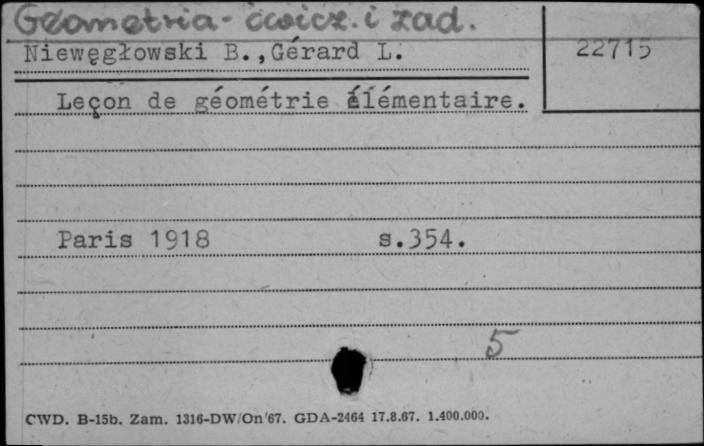 Geometria - ćwicz. i zad.
Niewęgłowski B., Gérard L.
22715
Leçon de géométrie élémentaire.
Paris 1918 s.354.
5
CWD. B-15b. Zam. 1316-DW/On'67. GDA-2464 17.8.67. 1.400.000.